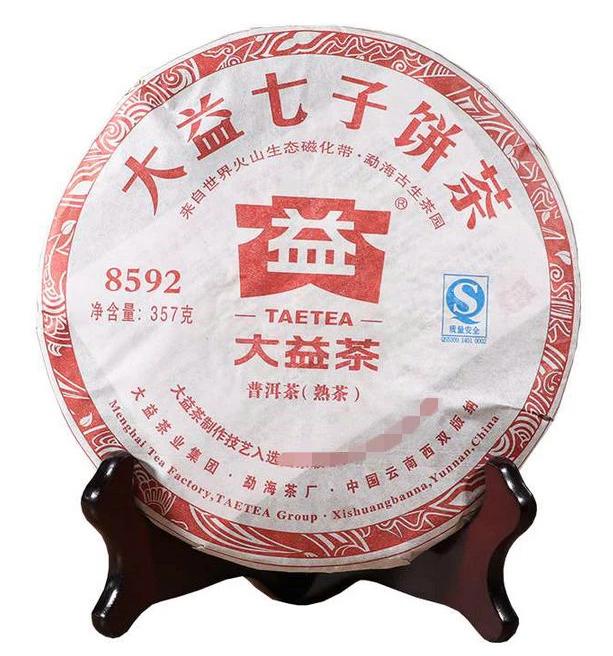 大益七子饼茶
来自世界火山生态磁化带·勐海古生茶园
益
®
8592
净含量: 357克
TAETEA
大益茶
普洱茶(熟茶)
质量安全
QS5300 1401 0002
大益茶制作技艺入选
大益茶业集团·勐海茶厂·中国云南西双版纳
Menghai Tea Factory,TAETEA Group·Xishuangbanna,Yunnan,China